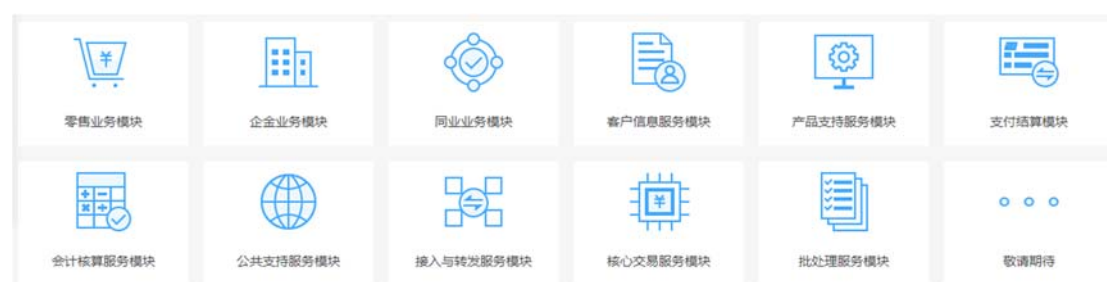 零售业务模块
企金业务模块
同业业务模块
客户信息服务模块
产品支持服务模块
支付结算模块
会计核算服务模块
公共支持服务模块
接入与转发服务模块
核心交易服务模块
批处理服务模块
敬请期待